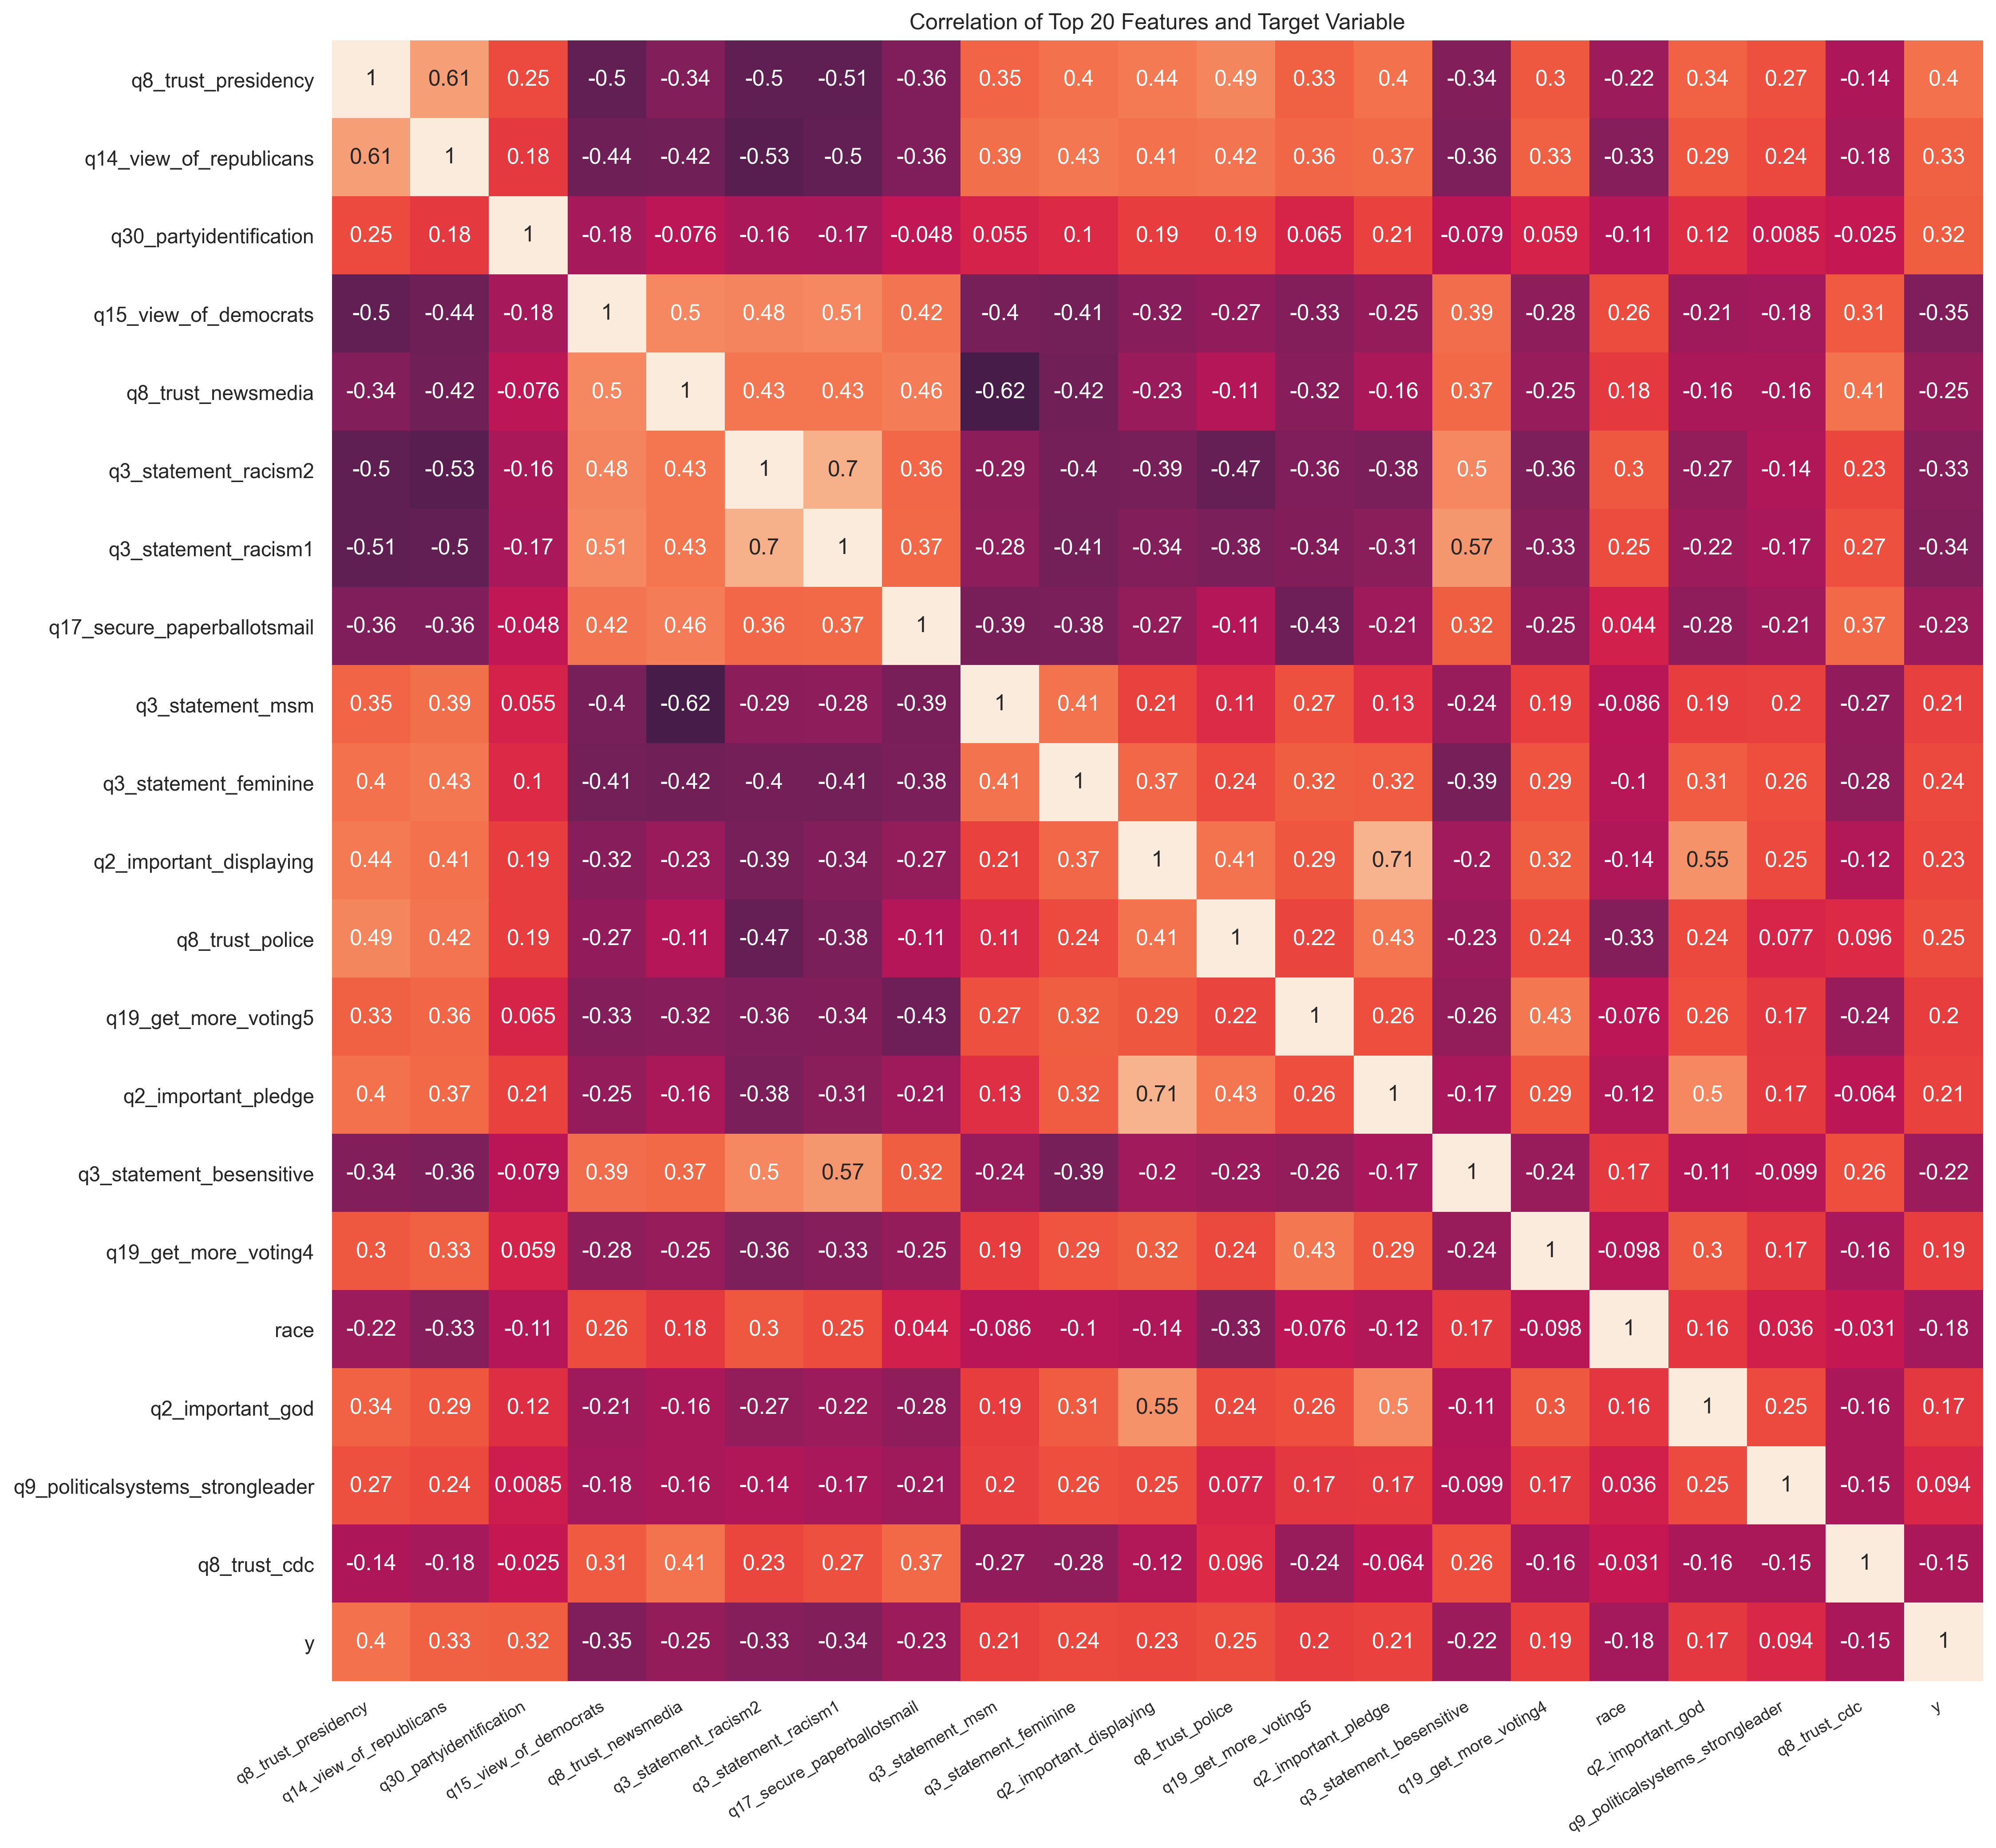 Correlation of Top 20 Features and Target Variable
q8_trust_presidency 1 0.61 0.25 -0.5 -0.34 -0.5 -0.51 -0.36 0.35 0.4 0.44 0.49 0.33 0.4 -0.34 0.3 -0.22 0.34 0.27 -0.14 0.4
q14_view_of_republicans 0.61 1 0.18 -0.44 -0.42 -0.53 -0.5 -0.36 0.39 0.43 0.41 0.42 0.36 0.37 -0.36 0.33 -0.33 0.29 0.24 -0.18 0.33
q30_partyidentification 0.25 0.18 1 -0.18 -0.076 -0.16 -0.17 -0.048 0.055 0.1 0.19 0.19 0.065 0.21 -0.079 0.059 -0.11 0.12 0.0085 -0.025 0.32
q15_view_of_democrats -0.5 -0.44 -0.18 1 0.5 0.48 0.51 0.42 -0.4 -0.41 -0.32 -0.27 -0.33 -0.25 0.39 -0.28 0.26 -0.21 -0.18 0.31 -0.35
q8_trust_newsmedia -0.34 -0.42 -0.076 0.5 1 0.43 0.43 0.46 -0.62 -0.42 -0.23 -0.11 -0.32 -0.16 0.37 -0.25 0.18 -0.16 -0.16 0.41 -0.25
q3_statement_racism2 -0.5 -0.53 -0.16 0.48 0.43 1 0.7 0.36 -0.29 -0.4 -0.39 -0.47 -0.36 -0.38 0.5 -0.36 0.3 -0.27 -0.14 0.23 -0.33
q3_statement_racism1 -0.51 -0.5 -0.17 0.51 0.43 0.7 1 0.37 -0.28 -0.41 -0.34 -0.38 -0.34 -0.31 0.57 -0.33 0.25 -0.22 -0.17 0.27 -0.34
q17_secure_paperballotsmail -0.36 -0.36 -0.048 0.42 0.46 0.36 0.37 1 -0.39 -0.38 -0.27 -0.11 -0.43 -0.21 0.32 -0.25 0.044 -0.28 -0.21 0.37 -0.23
q3_statement_msm 0.35 0.39 0.055 -0.4 -0.62 -0.29 -0.28 -0.39 1 0.41 0.21 0.11 0.27 0.13 -0.24 0.19 -0.086 0.19 0.2 -0.27 0.21
q3_statement_feminine 0.4 0.43 0.1 -0.41 -0.42 -0.4 -0.41 -0.38 0.41 1 0.37 0.24 0.32 0.32 -0.39 0.29 -0.1 0.31 0.26 -0.28 0.24
q2_important_displaying 0.44 0.41 0.19 -0.32 -0.23 -0.39 -0.34 -0.27 0.21 0.37 1 0.41 0.29 0.71 -0.2 0.32 -0.14 0.55 0.25 -0.12 0.23
q8_trust_police 0.49 0.42 0.19 -0.27 -0.11 -0.47 -0.38 -0.11 0.11 0.24 0.41 1 0.22 0.43 -0.23 0.24 -0.33 0.24 0.077 0.096 0.25
q19_get_more_voting5 0.33 0.36 0.065 -0.33 -0.32 -0.36 -0.34 -0.43 0.27 0.32 0.29 0.22 1 0.26 -0.26 0.43 -0.076 0.26 0.17 -0.24 0.2
q2_important_pledge 0.4 0.37 0.21 -0.25 -0.16 -0.38 -0.31 -0.21 0.13 0.32 0.71 0.43 0.26 1 -0.17 0.29 -0.12 0.5 0.17 -0.064 0.21
q3_statement_besensitive -0.34 -0.36 -0.079 0.39 0.37 0.5 0.57 0.32 -0.24 -0.39 -0.2 -0.23 -0.26 -0.17 1 -0.24 0.17 -0.11 -0.099 0.26 -0.22
q19_get_more_voting4 0.3 0.33 0.059 -0.28 -0.25 -0.36 -0.33 -0.25 0.19 0.29 0.32 0.24 0.43 0.29 -0.24 1 -0.098 0.3 0.17 -0.16 0.19
race -0.22 -0.33 -0.11 0.26 0.18 0.3 0.25 0.044 -0.086 -0.1 -0.14 -0.33 -0.076 -0.12 0.17 -0.098 1 0.16 0.036 -0.031 -0.18
q2_important_god 0.34 0.29 0.12 -0.21 -0.16 -0.27 -0.22 -0.28 0.19 0.31 0.55 0.24 0.26 0.5 -0.11 0.3 0.16 1 0.25 -0.16 0.17
q9_politicalsystems_strongleader 0.27 0.24 0.0085 -0.18 -0.16 -0.14 -0.17 -0.21 0.2 0.26 0.25 0.077 0.17 0.17 -0.099 0.17 0.036 0.25 1 -0.15 0.094
q8_trust_cdc -0.14 -0.18 -0.025 0.31 0.41 0.23 0.27 0.37 -0.27 -0.28 -0.12 0.096 -0.24 -0.064 0.26 -0.16 -0.031 -0.16 -0.15 1 -0.15
y 0.4 0.33 0.32 -0.35 -0.25 -0.33 -0.34 -0.23 0.21 0.24 0.23 0.25 0.2 0.21 -0.22 0.19 -0.18 0.17 0.094 -0.15 1
q8_trust_presidency
q14_view_of_republicans
q30_partyidentification
q15_view_of_democrats
q8_trust_newsmedia
q3_statement_racism2
q3_statement_racism1
q17_secure_paperballotsmail
q3_statement_msm
q3_statement_feminine
q2_important_displaying
q8_trust_police
q19_get_more_voting5
q2_important_pledge
q3_statement_besensitive
q19_get_more_voting4
race
q2_important_god
q9_politicalsystems_strongleader
q8_trust_cdc
y